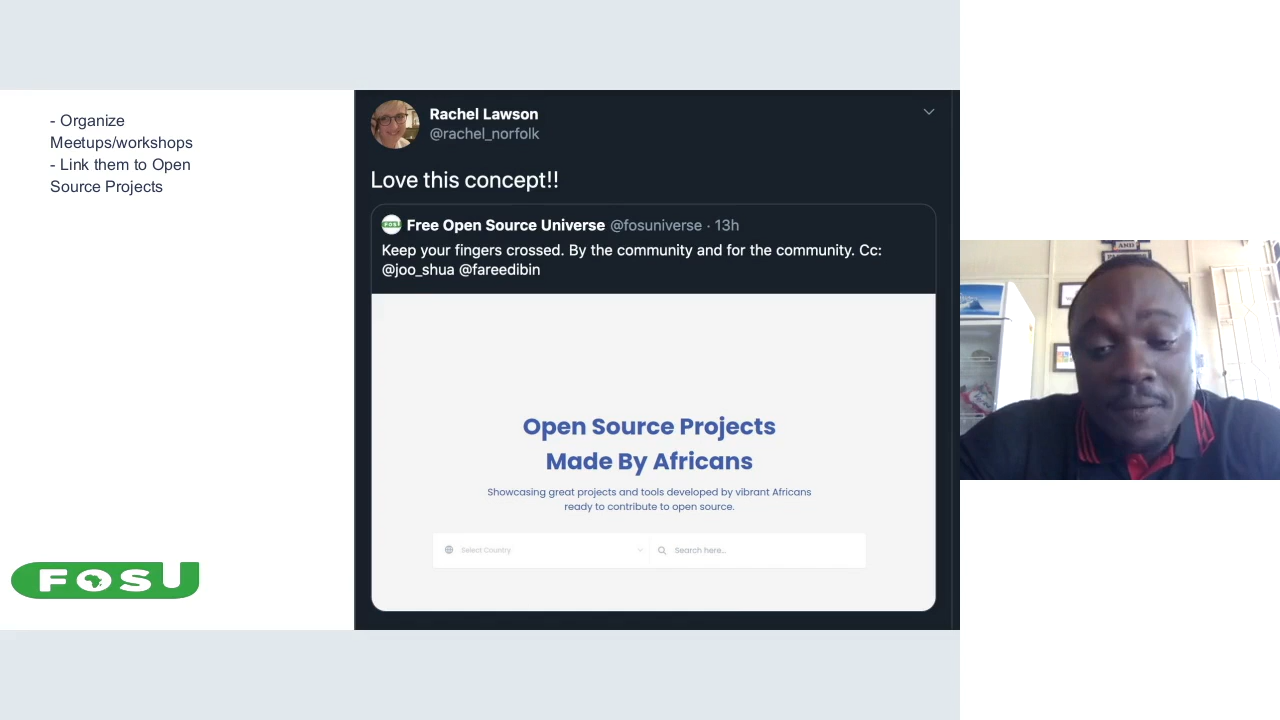 - Organize
Meetups/workshops
- Link them to Open
Source Projects
FOSU
Rachel Lawson
@rachel_norfolk
Love this concept!!
FOSU Free Open Source Universe @fosuniverse · 13h
Keep your fingers crossed. By the community and for the community. Cc:
@joo_shua @fareedibin
Open Source Projects
Made By Africans
Showcasing great projects and tools developed by vibrant Africans
ready to contribute to open source.
Select Country
Search here...
AND